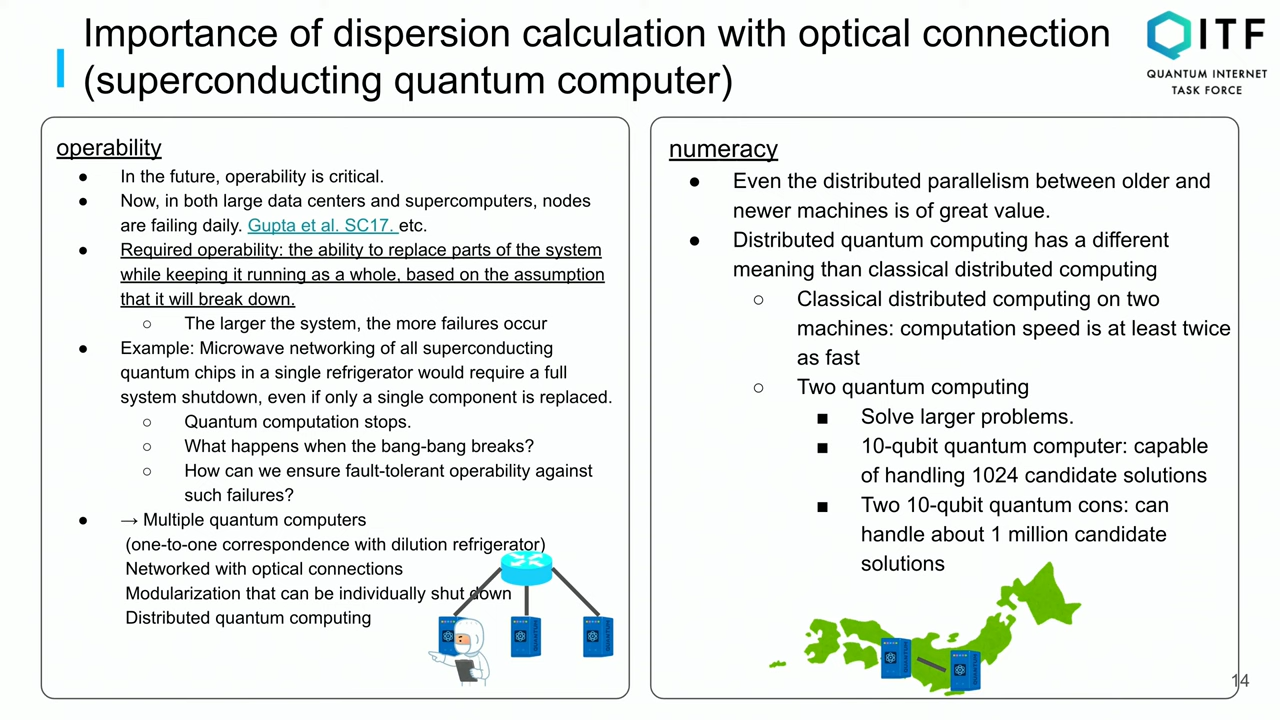 Importance of dispersion calculation with optical connection
(superconducting quantum computer)
QITF
QUANTUM INTERNET
TASK FORCE
operability
● In the future, operability is critical.
● Now, in both large data centers and supercomputers, nodes
are failing daily. Gupta et al. SC17. etc.
● Required operability: the ability to replace parts of the system
while keeping it running as a whole, based on the assumption
that it will break down.
○ The larger the system, the more failures occur
● Example: Microwave networking of all superconducting
quantum chips in a single refrigerator would require a full
system shutdown, even if only a single component is replaced.
○ Quantum computation stops.
○ What happens when the bang-bang breaks?
○ How can we ensure fault-tolerant operability against
such failures?
● → Multiple quantum computers
(one-to-one correspondence with dilution refrigerator)
Networked with optical connections
Modularization that can be individually shut down
Distributed quantum computing
QUANTUM
QUANTUM
numeracy
● Even the distributed parallelism between older and
newer machines is of great value.
● Distributed quantum computing has a different
meaning than classical distributed computing
○ Classical distributed computing on two
machines: computation speed is at least twice
as fast
○ Two quantum computing
■ Solve larger problems.
■ 10-qubit quantum computer: capable
of handling 1024 candidate solutions
■ Two 10-qubit quantum cons: can
handle about 1 million candidate
solutions
QUANTUM
QUANTUM
14